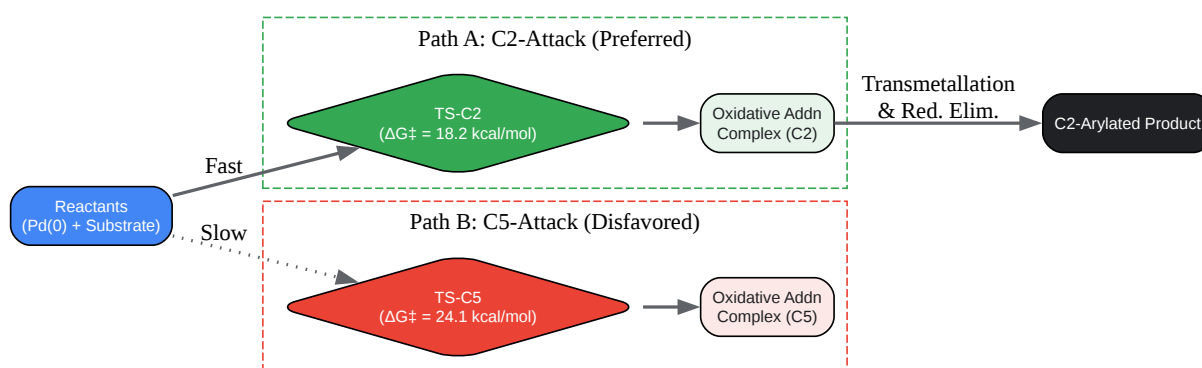 Path A: C2-Attack (Preferred)
TS-C2
(ΔG‡ = 18.2 kcal/mol)
Oxidative Addn
Complex (C2)
Transmetallation
& Red. Elim.
C2-Arylated Product
Fast
Reactants
(Pd(0) + Substrate)
Slow
Path B: C5-Attack (Disfavored)
TS-C5
(ΔG‡ = 24.1 kcal/mol)
Oxidative Addn
Complex (C5)